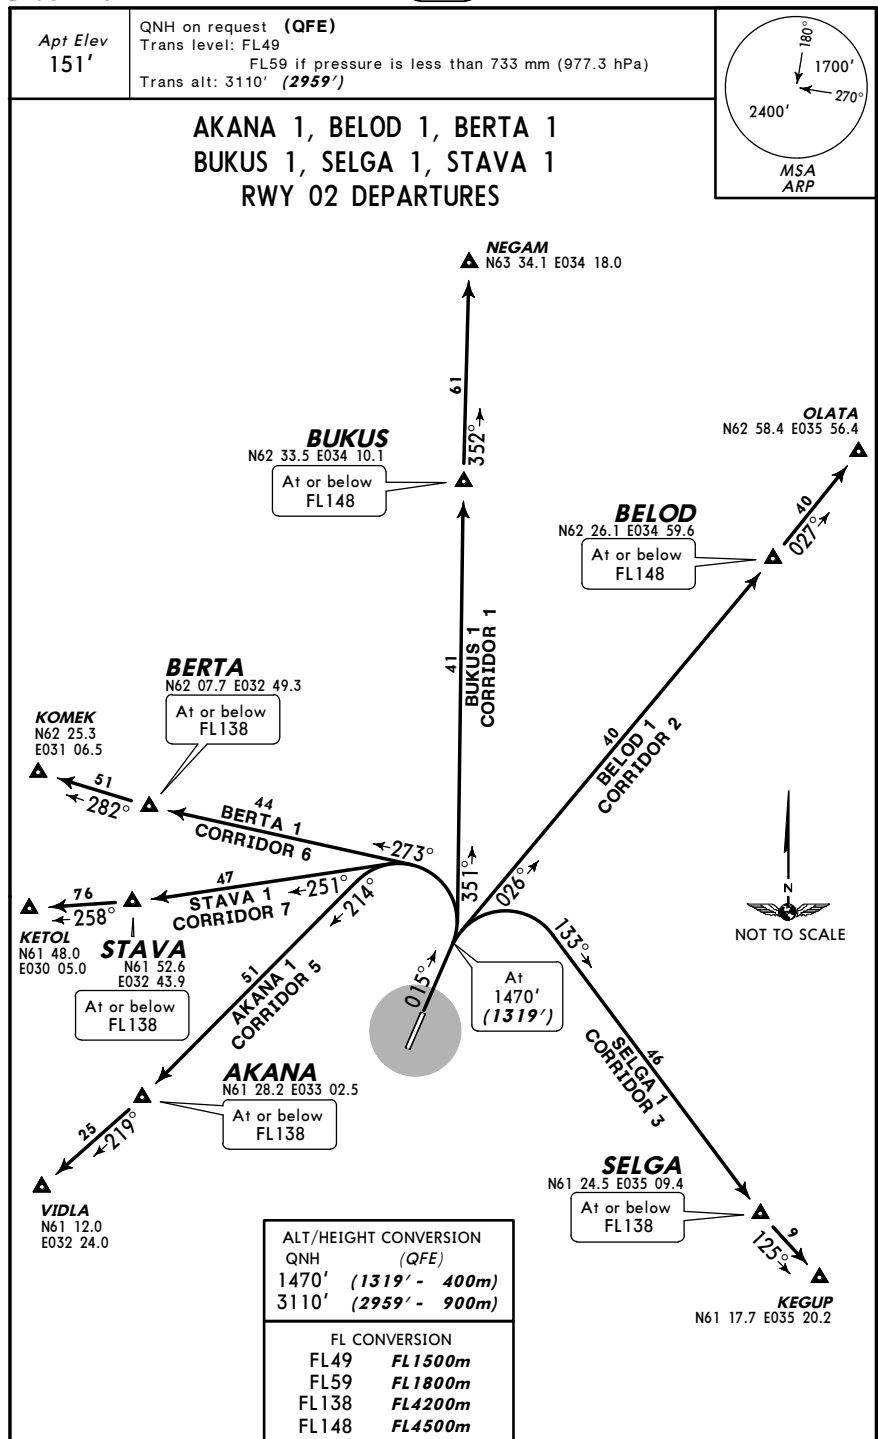 Apt Elev
151'
QNH on request (QFE)
Trans level: FL49
FL59 if pressure is less than 733 mm (977.3 hPa)
Trans alt: 3110' (2959')
180°
1700'
270°
2400'
MSA
ARP
AKANA 1, BELOD 1, BERTA 1
BUKUS 1, SELGA 1, STAVA 1
RWY 02 DEPARTURES
NEGAM
N63 34.1 E034 18.0
61
352°
BUKUS
N62 33.5 E034 10.1
At or below
FL148
OLATA
N62 58.4 E035 56.4
40
027°
BELOD
N62 26.1 E034 59.6
At or below
FL148
41
BUKUS 1
CORRIDOR 1
40
BELOD 1
CORRIDOR 2
BERTA
N62 07.7 E032 49.3
At or below
FL138
KOMEK
N62 25.3
E031 06.5
51
282°
44
BERTA 1
CORRIDOR 6
273°
351°
026°
47
STAVA 1
CORRIDOR 7
251°
214°
76
258°
KETOL
N61 48.0
E030 05.0
STAVA
N61 52.6
E032 43.9
At or below
FL138
51
AKANA 1
CORRIDOR 5
015°
At
1470'
(1319')
133°
N
NOT TO SCALE
46
SELGA 1
CORRIDOR 3
AKANA
N61 28.2 E033 02.5
At or below
FL138
25
219°
VIDLA
N61 12.0
E032 24.0
SELGA
N61 24.5 E035 09.4
At or below
FL138
9
125°
KEGUP
N61 17.7 E035 20.2
ALT/HEIGHT CONVERSION
QNH (QFE)
1470' (1319' - 400m)
3110' (2959' - 900m)
FL CONVERSION
FL49 FL1500m
FL59 FL1800m
FL138 FL4200m
FL148 FL4500m